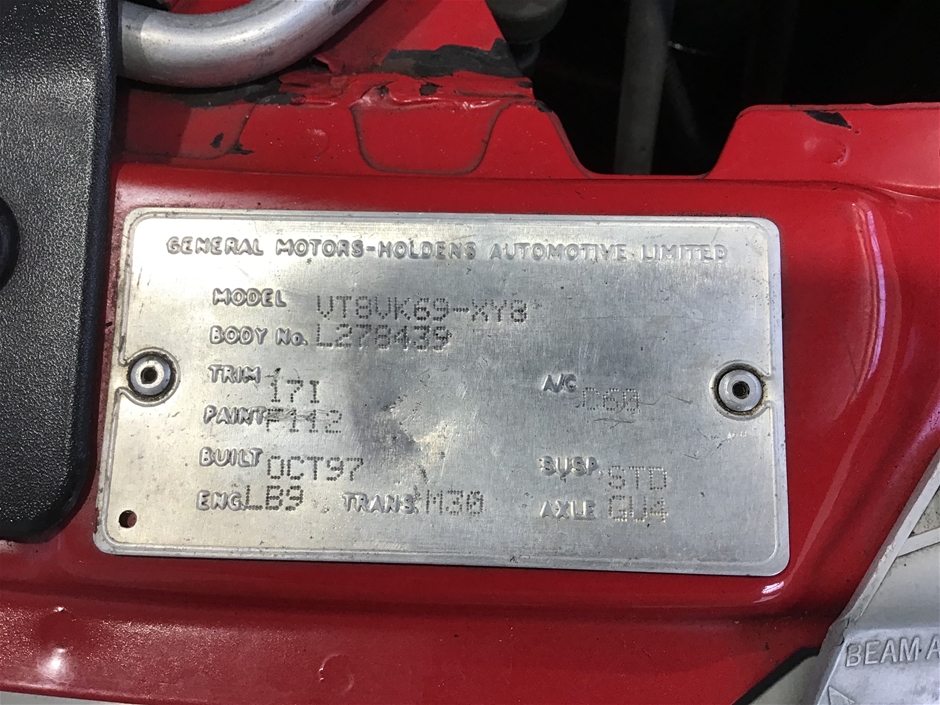 GENERAL MOTORS-HOLDENS AUTOMOTIVE LIMITED
MODEL VT8VK69-XY8
BODY No. L278439
TRIM 17I A/C C60
PAINT F112
BUILT OCT97 SUSP. STD
ENG. LB9 TRANS. M30 AXLE GU4
BEAM A